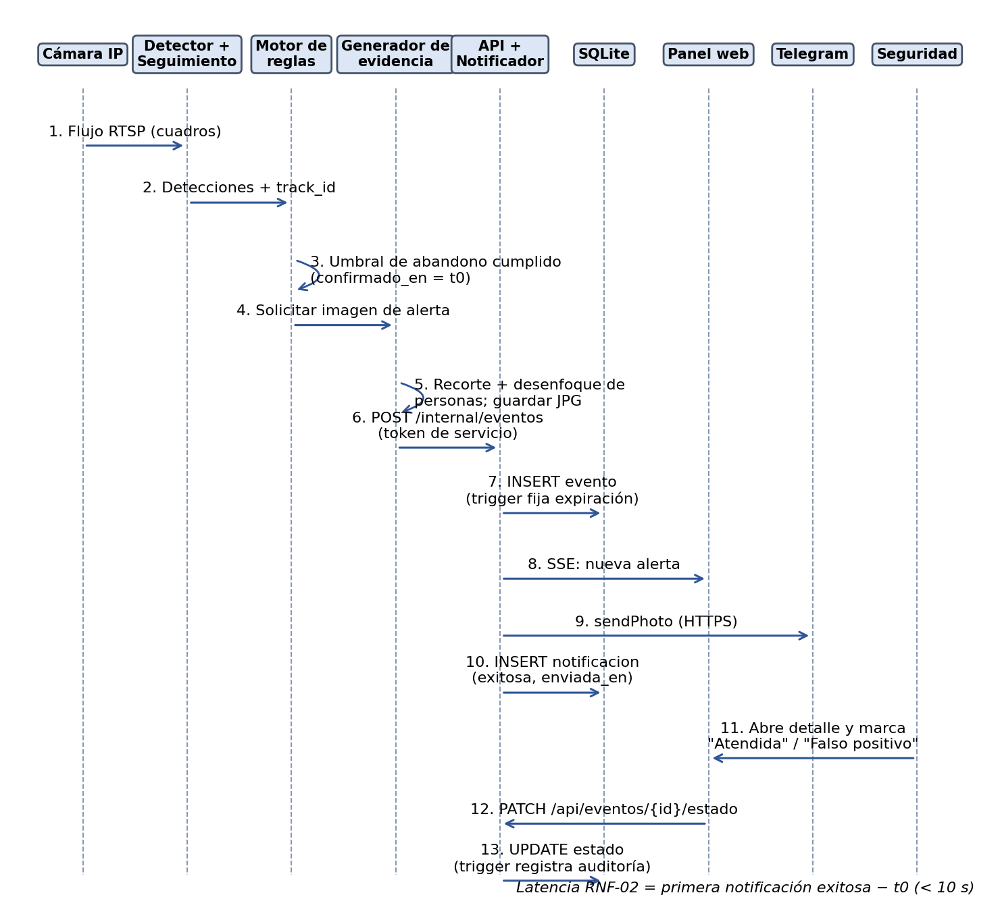 Cámara IP
Detector +
Seguimiento
Motor de
reglas
Generador de
evidencia
API +
Notificador
SQLite
Panel web
Telegram
Seguridad
1. Flujo RTSP (cuadros)
2. Detecciones + track_id
3. Umbral de abandono cumplido
(confirmado_en = t0)
4. Solicitar imagen de alerta
5. Recorte + desenfoque de
personas; guardar JPG
6. POST /internal/eventos
(token de servicio)
7. INSERT evento
(trigger fija expiración)
8. SSE: nueva alerta
9. sendPhoto (HTTPS)
10. INSERT notificacion
(exitosa, enviada_en)
11. Abre detalle y marca
"Atendida" / "Falso positivo"
12. PATCH /api/eventos/{id}/estado
13. UPDATE estado
(trigger registra auditoría)
Latencia RNF-02 = primera notificación exitosa − t0 (< 10 s)